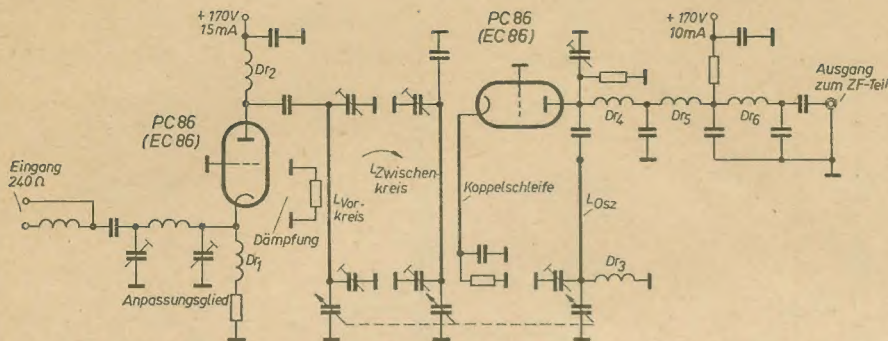 +170V
15mA
Dr2
PC86
(EC86)
Eingang
240Ω
Dämpfung
Dr1
Anpassungsglied
LVor-
kreis
LZwischen-
kreis
PC86
(EC86)
Koppelschleife
LOsz
Dr3
Dr4
Dr5
Dr6
+170V
10mA
Ausgang
zum ZF-Teil